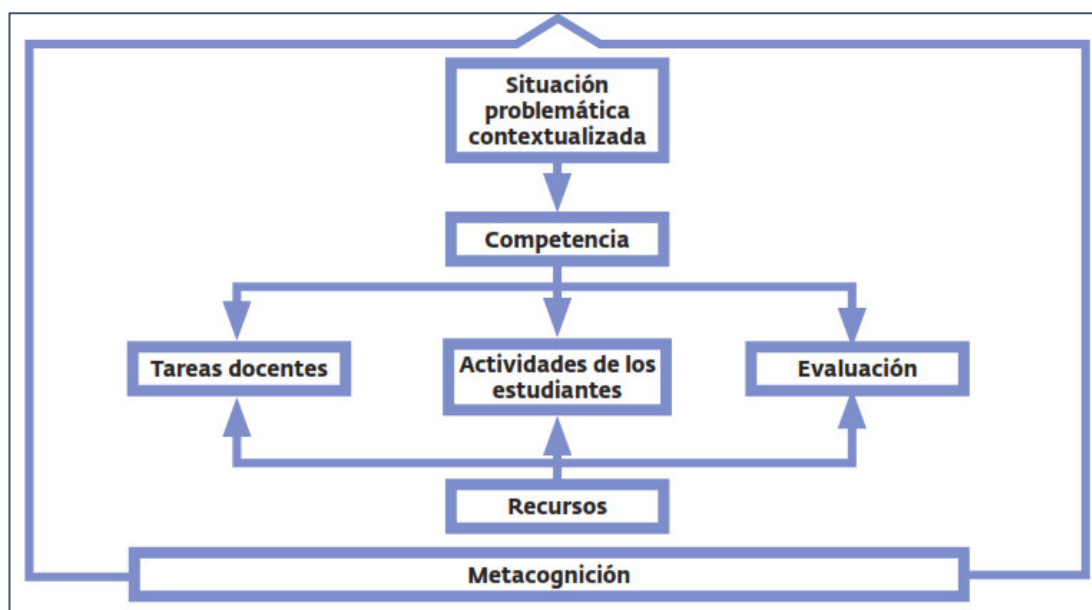 Situación
problemática
contextualizada
Competencia
Tareas docentes
Actividades de los
estudiantes
Evaluación
Recursos
Metacognición